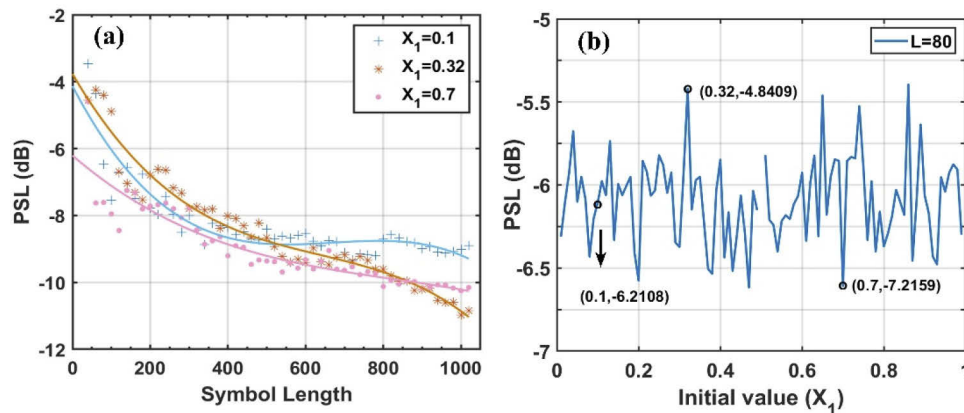 (a)
X1=0.1
X1=0.32
X1=0.7
-2
-4
-6
-8
-10
-12
PSL (dB)
0 200 400 600 800 1000
Symbol Length
(b)
L=80
(0.32,-4.8409)
(0.1,-6.2108)
(0.7,-7.2159)
-5
-5.5
-6
-6.5
-7
PSL (dB)
0 0.2 0.4 0.6 0.8 1
Initial value (X1)